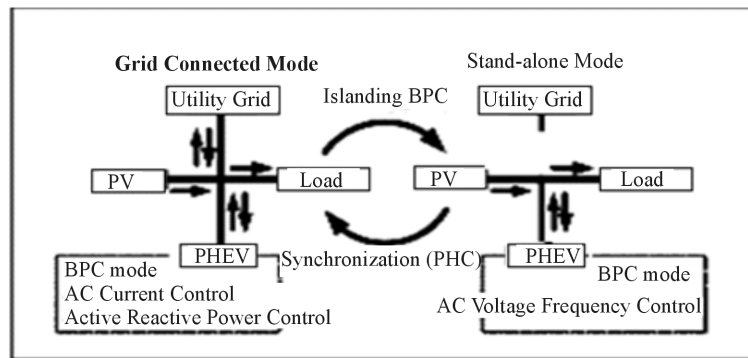 Grid Connected Mode
Utility Grid
PV
Load
PHEV
BPC mode
AC Current Control
Active Reactive Power Control
Islanding BPC
Synchronization (PHC)
Stand-alone Mode
Utility Grid
PV
Load
PHEV
BPC mode
AC Voltage Frequency Control